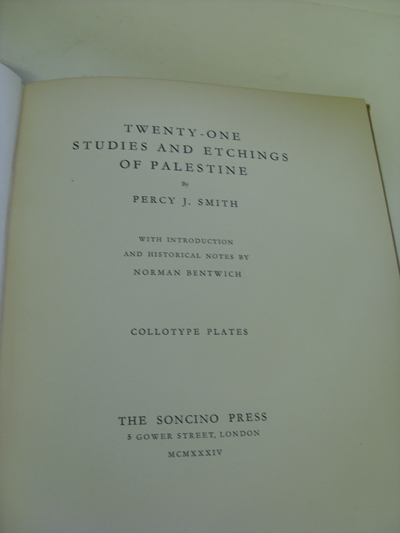 TWENTY-ONE
STUDIES AND ETCHINGS
OF PALESTINE
By
PERCY J. SMITH
WITH INTRODUCTION
AND HISTORICAL NOTES BY
NORMAN BENTWICH
COLLOTYPE PLATES
THE SONCINO PRESS
5 GOWER STREET, LONDON
MCMXXXIV